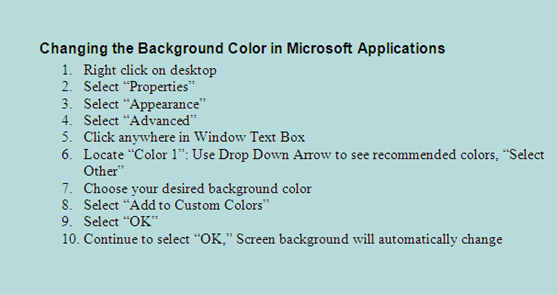 Changing the Background Color in Microsoft Applications
1. Right click on desktop
2. Select “Properties”
3. Select “Appearance”
4. Select “Advanced”
5. Click anywhere in Window Text Box
6. Locate “Color 1”: Use Drop Down Arrow to see recommended colors, “Select
Other”
7. Choose your desired background color
8. Select “Add to Custom Colors”
9. Select “OK”
10. Continue to select “OK,” Screen background will automatically change